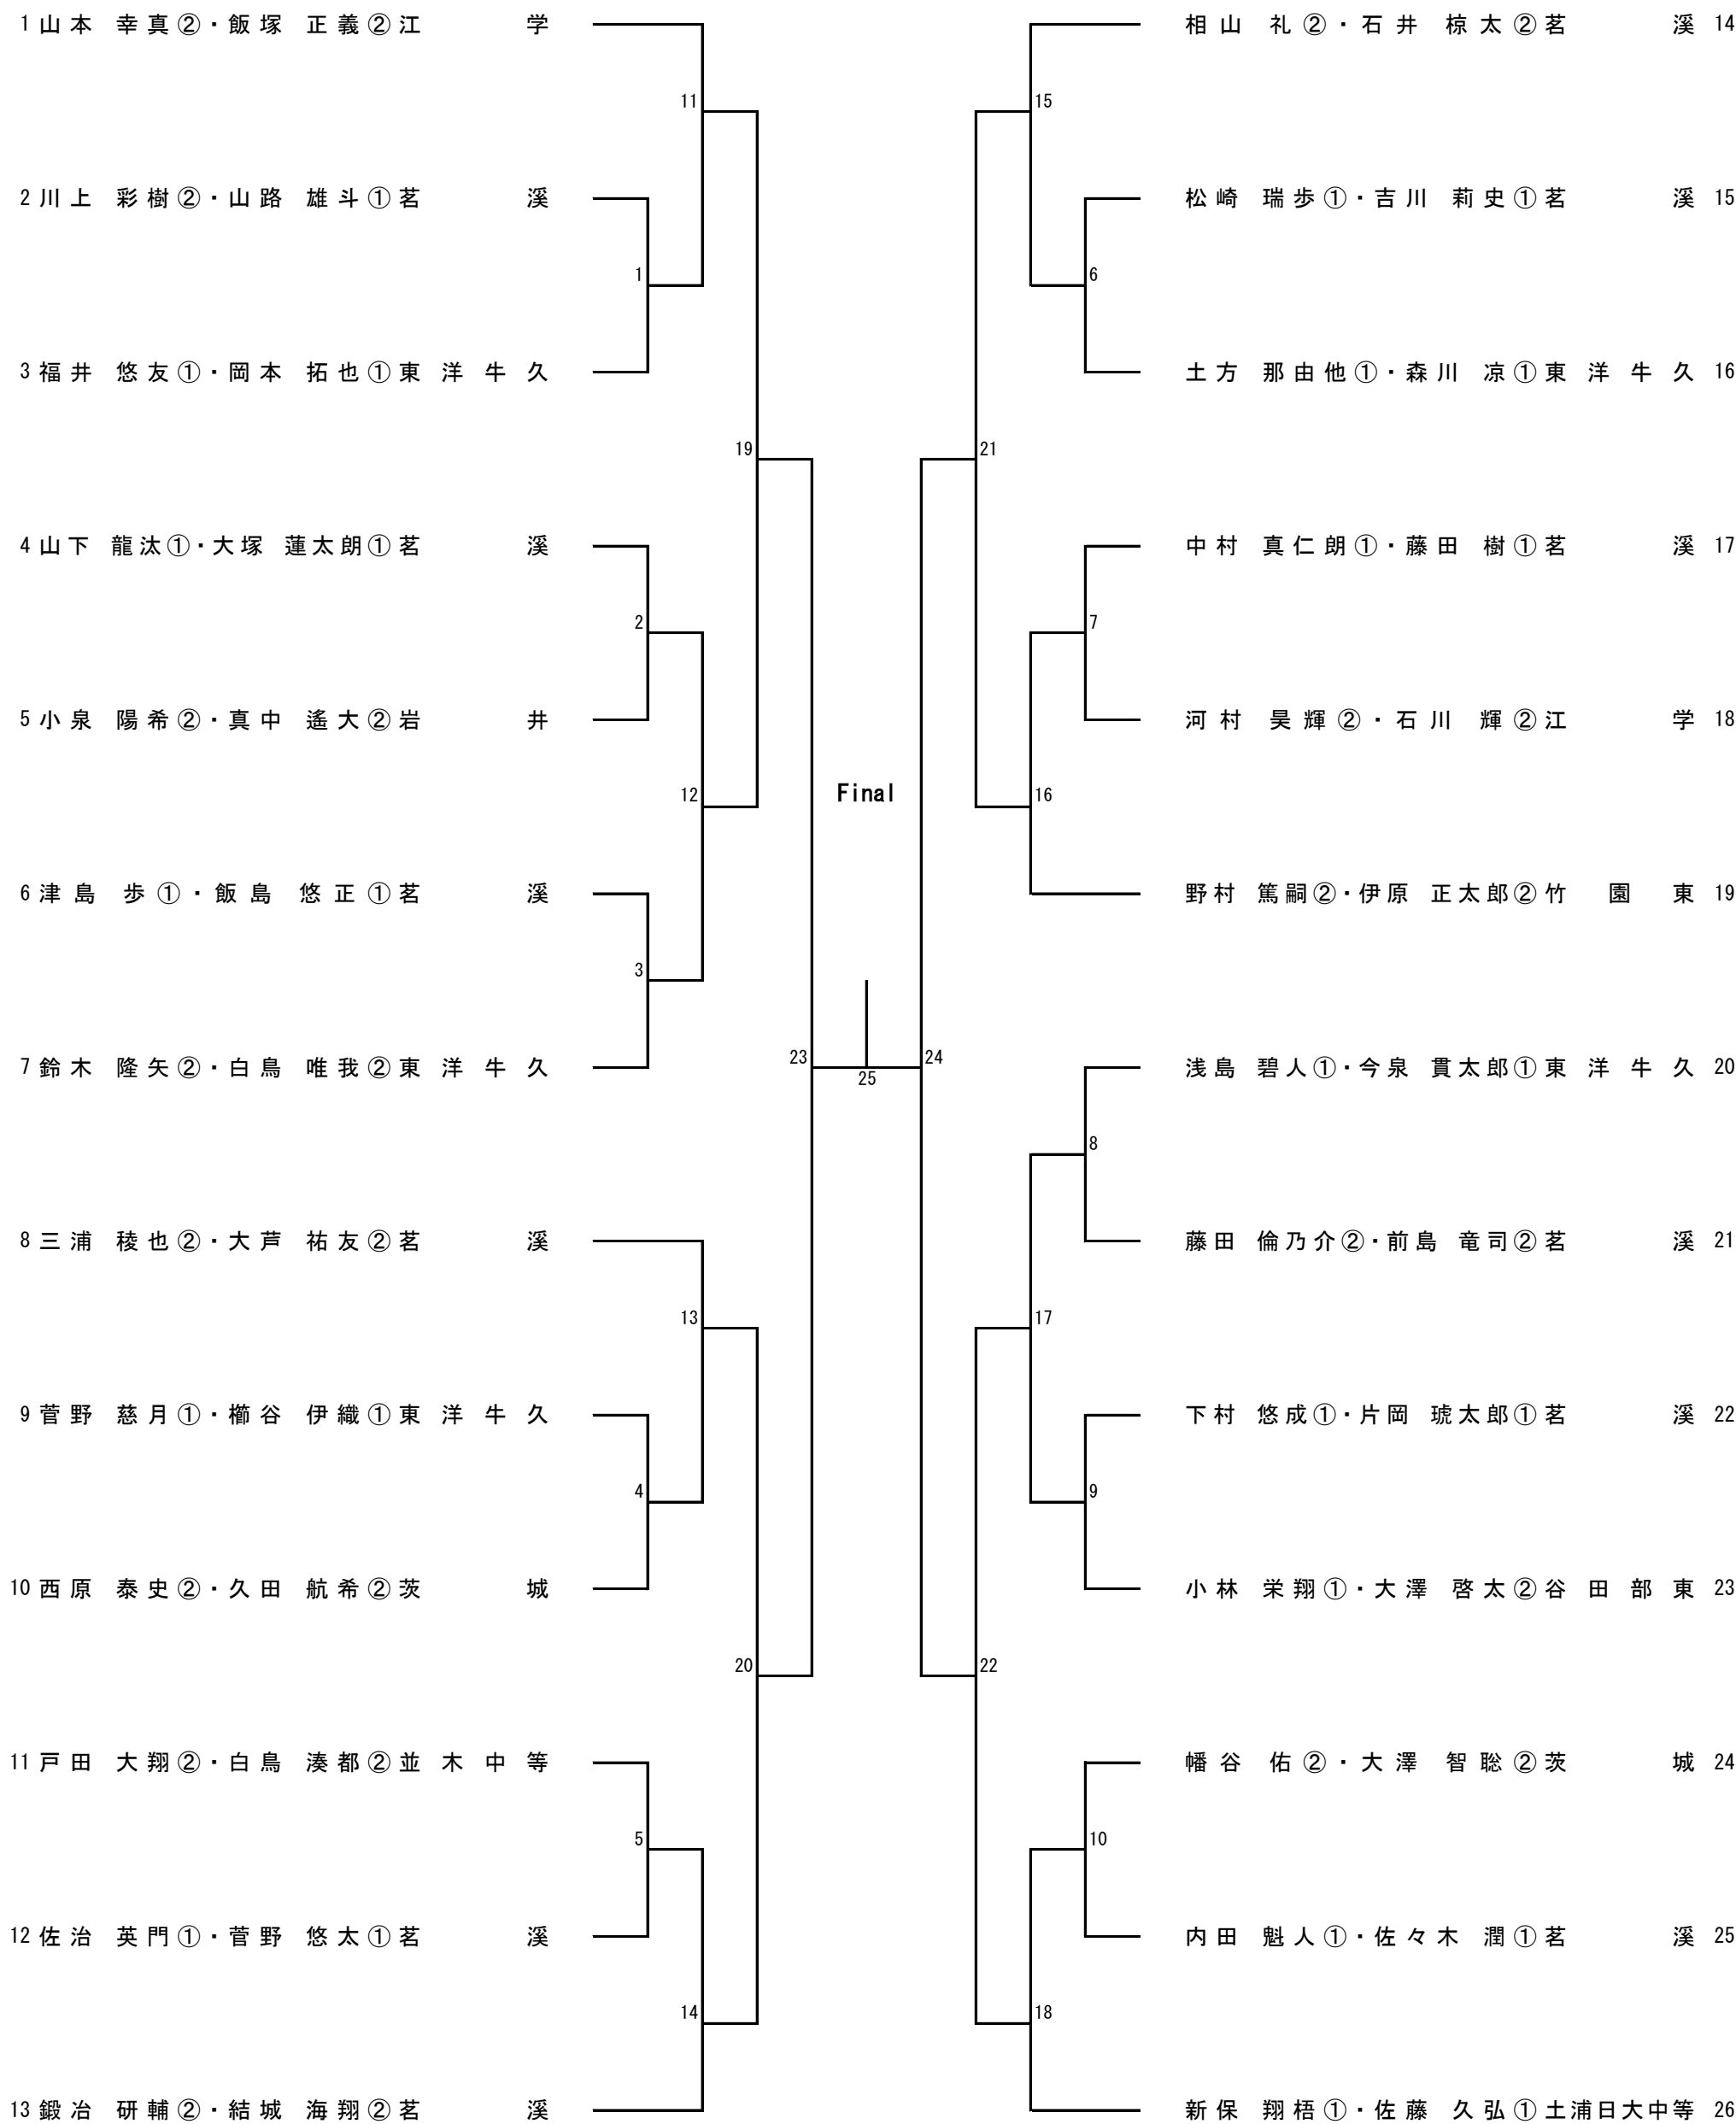 1 山本 幸真②・飯塚 正義② 江学
11
2 川上 彩樹②・山路 雄斗① 茗溪
1
3 福井 悠友①・岡本 拓也① 東洋牛久
19
4 山下 龍汰①・大塚 蓮太朗① 茗溪
2
5 小泉 陽希②・真中 遙大② 岩井
12
6 津島 歩①・飯島 悠正① 茗溪
3
7 鈴木 隆矢②・白鳥 唯我② 東洋牛久
23
8 三浦 稜也②・大芦 祐友② 茗溪
13
9 菅野 慈月①・櫛谷 伊織① 東洋牛久
4
10 西原 泰史②・久田 航希② 茨城
20
11 戸田 大翔②・白鳥 湊都② 並木中等
5
12 佐治 英門①・菅野 悠太① 茗溪
14
13 鍛冶 研輔②・結城 海翔② 茗溪
Final
25
相山 礼②・石井 椋太② 茗溪 14
15
松崎 瑞歩①・吉川 莉史① 茗溪 15
6
土方 那由他①・森川 凉① 東洋牛久 16
21
中村 真仁朗①・藤田 樹① 茗溪 17
7
河村 昊輝②・石川 輝② 江学 18
16
野村 篤嗣②・伊原 正太郎② 竹園東 19
24
浅島 碧人①・今泉 貫太郎① 東洋牛久 20
8
藤田 倫乃介②・前島 竜司② 茗溪 21
17
下村 悠成①・片岡 琥太郎① 茗溪 22
9
小林 栄翔①・大澤 啓太② 谷田部東 23
22
幡谷 佑②・大澤 智聡② 茨城 24
10
内田 魁人①・佐々木 潤① 茗溪 25
18
新保 翔梧①・佐藤 久弘① 土浦日大中等 26